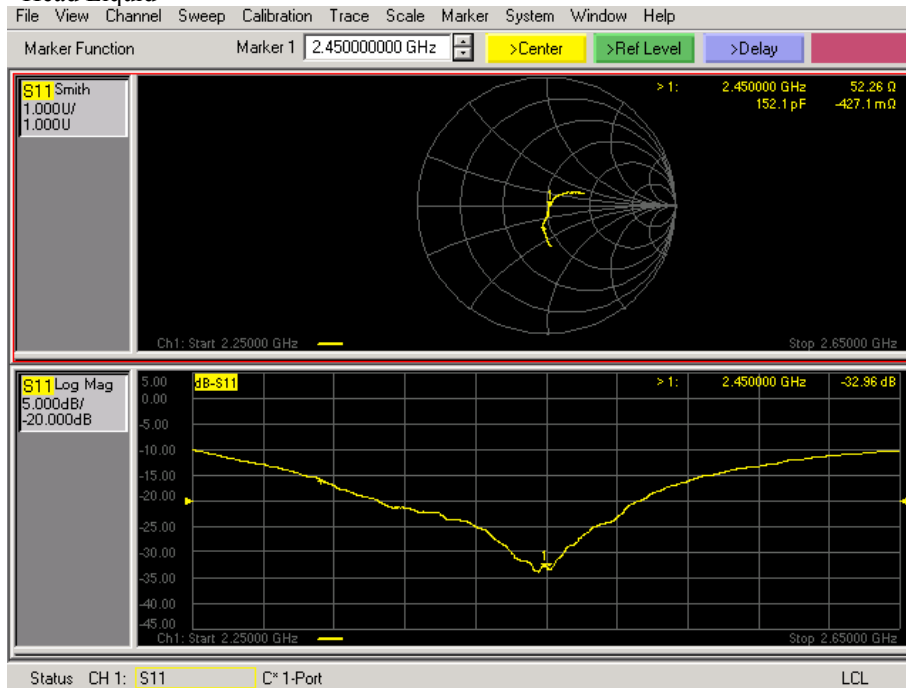 Head Liquid
File View Channel Sweep Calibration Trace Scale Marker System Window Help
Marker Function Marker 1 2.450000000 GHz >Center >Ref Level >Delay
S11 Smith
1.000U/
1.000U
>1: 2.450000 GHz 52.26 Ω
152.1 pF -427.1 mΩ
1
Ch1: Start 2.25000 GHz Stop 2.65000 GHz
S11 Log Mag
5.000dB/
-20.000dB
dB-S11
>1: 2.450000 GHz -32.96 dB
5.00
0.00
-5.00
-10.00
-15.00
-20.00
-25.00
-30.00
-35.00
-40.00
-45.00
1
Ch1: Start 2.25000 GHz Stop 2.65000 GHz
Status CH 1: S11 C* 1-Port LCL